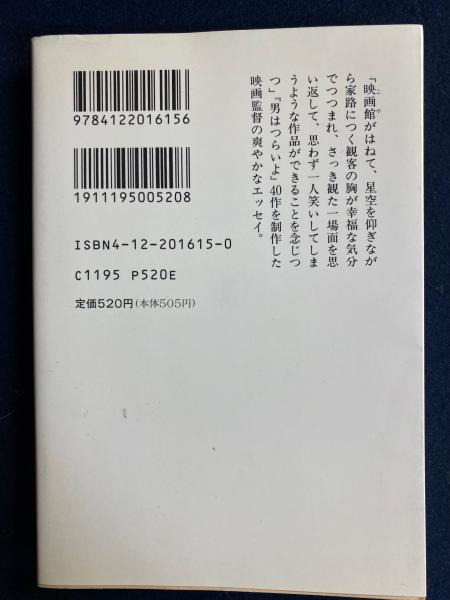 9784122016156
1911195005208
ISBN4-12-201615-0
C1195 P520E
定価520円(本体505円)
「映画館がはねて、星空を仰ぎなが
ら家路につく観客の胸が幸福な気分
でつつまれ、さっき観た一場面を思
い返して、思わず一人笑いしてしま
うような作品ができることを念じつ
つ」『男はつらいよ』40作を制作した
映画監督の爽やかなエッセイ。